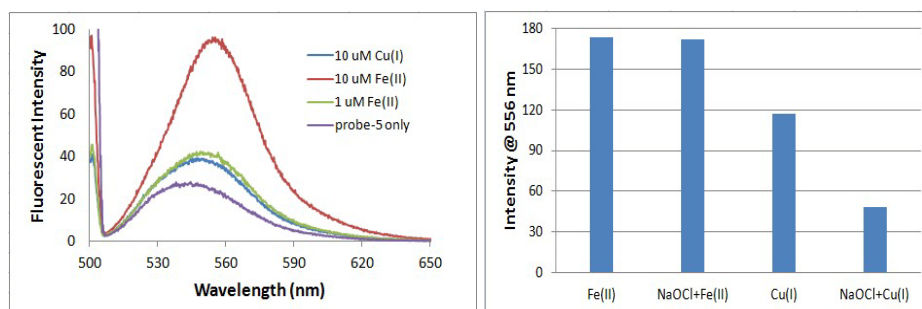 Fluorescent Intensity
100
80
60
40
20
0
500
530
560
590
620
650
Wavelength (nm)
10 uM Cu(I)
10 uM Fe(II)
1 uM Fe(II)
probe-5 only
Intensity @ 556 nm
180
150
120
90
60
30
0
Fe(II)
NaOCl+Fe(II)
Cu(I)
NaOCl+Cu(I)